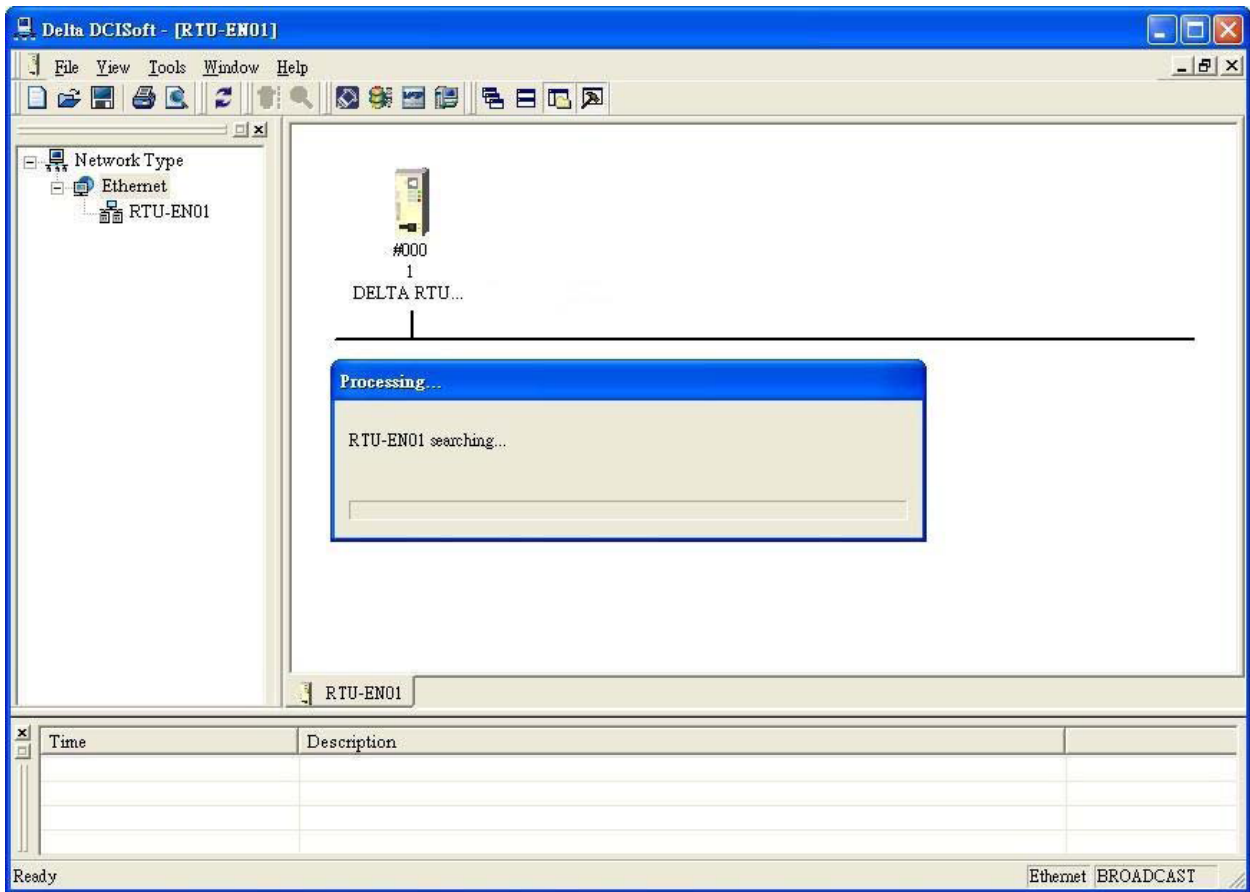 Delta DCISoft - [RTU-EN01]
File View Tools Window Help
Network Type
Ethernet
RTU-EN01
#000
1
DELTA RTU...
Processing...
RTU-EN01 searching...
RTU-EN01
Time Description
Ready Ethernet BROADCAST